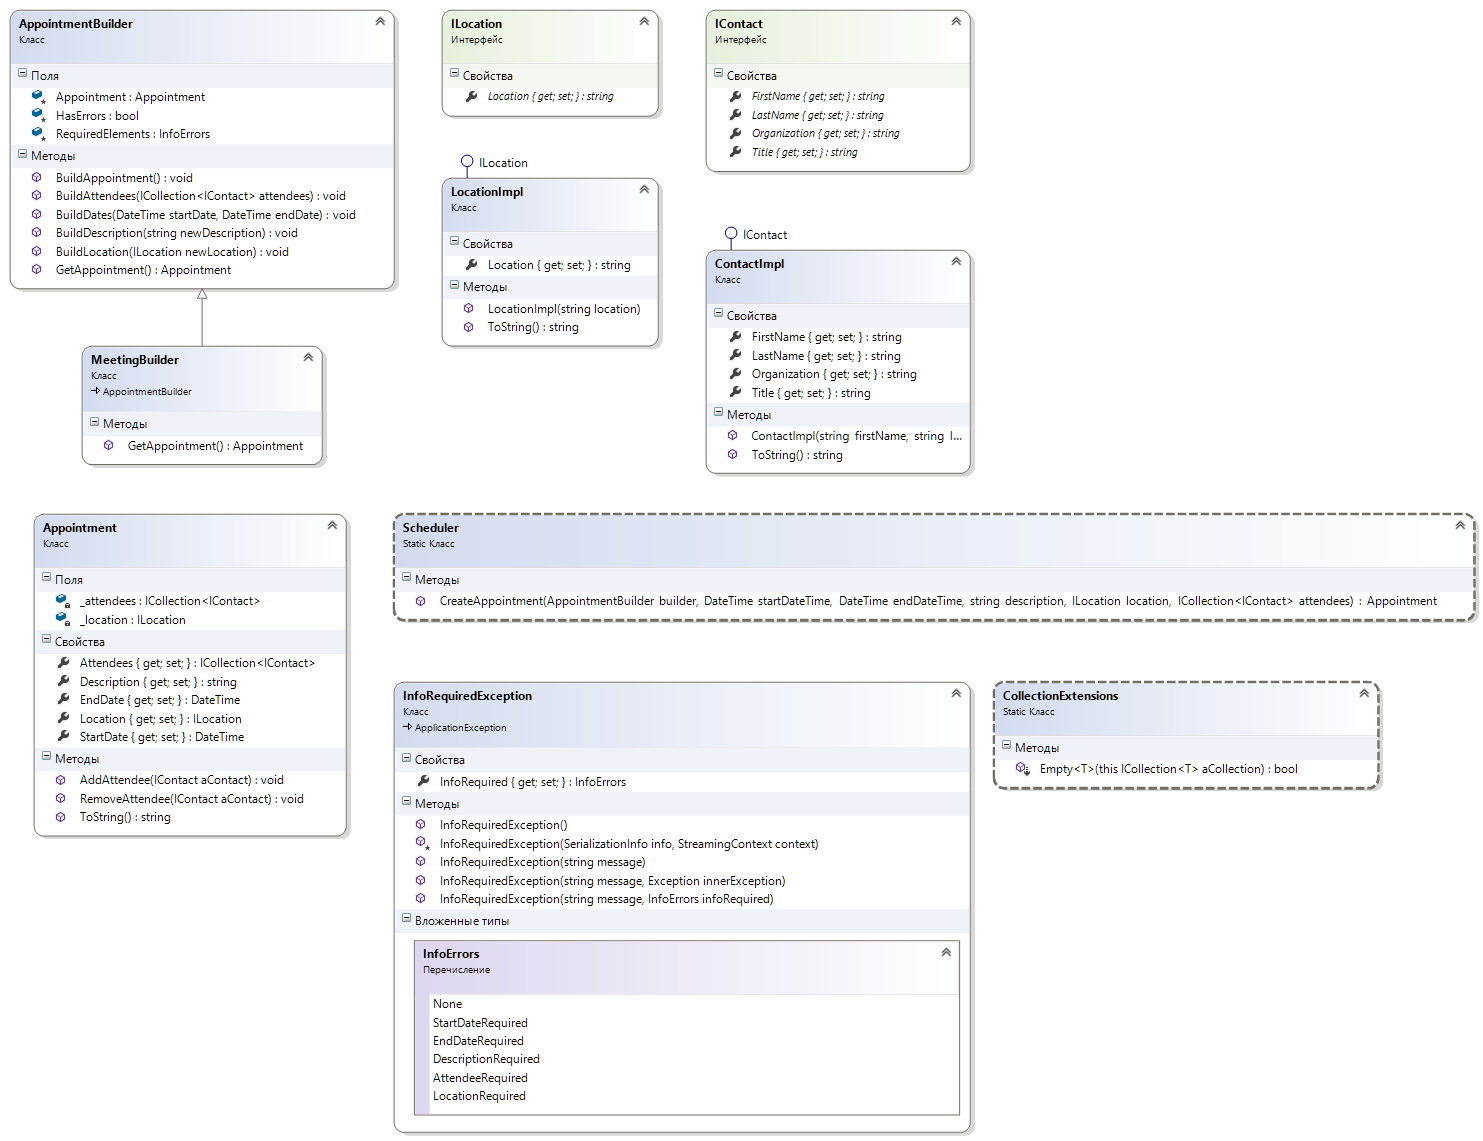 AppointmentBuilder
Класс
Поля
Appointment : Appointment
HasErrors : bool
RequiredElements : InfoErrors
Методы
BuildAppointment() : void
BuildAttendees(ICollection<IContact> attendees) : void
BuildDates(DateTime startDate, DateTime endDate) : void
BuildDescription(string newDescription) : void
BuildLocation(ILocation newLocation) : void
GetAppointment() : Appointment
ILocation
Интерфейс
Свойства
Location { get; set; } : string
IContact
Интерфейс
Свойства
FirstName { get; set; } : string
LastName { get; set; } : string
Organization { get; set; } : string
Title { get; set; } : string
ILocation
LocationImpl
Класс
Свойства
Location { get; set; } : string
Методы
LocationImpl(string location)
ToString() : string
IContact
ContactImpl
Класс
Свойства
FirstName { get; set; } : string
LastName { get; set; } : string
Organization { get; set; } : string
Title { get; set; } : string
Методы
ContactImpl(string firstName, string l...
ToString() : string
MeetingBuilder
Класс
AppointmentBuilder
Методы
GetAppointment() : Appointment
Appointment
Класс
Поля
_attendees : ICollection<IContact>
_location : ILocation
Свойства
Attendees { get; set; } : ICollection<IContact>
Description { get; set; } : string
EndDate { get; set; } : DateTime
Location { get; set; } : ILocation
StartDate { get; set; } : DateTime
Методы
AddAttendee(IContact aContact) : void
RemoveAttendee(IContact aContact) : void
ToString() : string
Scheduler
Static Класс
Методы
CreateAppointment(AppointmentBuilder builder, DateTime startDateTime, DateTime endDateTime, string description, ILocation location, ICollection<IContact> attendees) : Appointment
InfoRequiredException
Класс
ApplicationException
Свойства
InfoRequired { get; set; } : InfoErrors
Методы
InfoRequiredException()
InfoRequiredException(SerializationInfo info, StreamingContext context)
InfoRequiredException(string message)
InfoRequiredException(string message, Exception innerException)
InfoRequiredException(string message, InfoErrors infoRequired)
Вложенные типы
InfoErrors
Перечисление
None
StartDateRequired
EndDateRequired
DescriptionRequired
AttendeeRequired
LocationRequired
CollectionExtensions
Static Класс
Методы
Empty<T>(this ICollection<T> aCollection) : bool